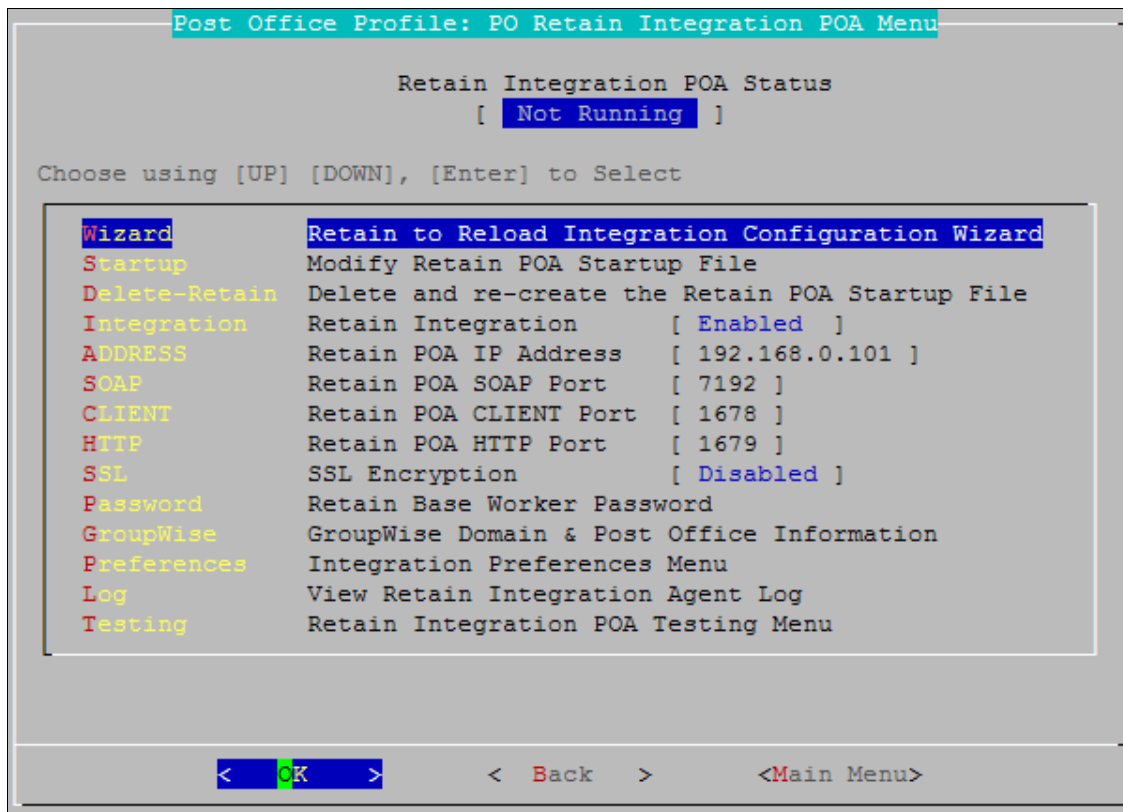 Post Office Profile: PO Retain Integration POA Menu
Retain Integration POA Status
[ Not Running ]
Choose using [UP] [DOWN], [Enter] to Select
Wizard Retain to Reload Integration Configuration Wizard
Startup Modify Retain POA Startup File
Delete-Retain Delete and re-create the Retain POA Startup File
Integration Retain Integration [ Enabled ]
ADDRESS Retain POA IP Address [ 192.168.0.101 ]
SOAP Retain POA SOAP Port [ 7192 ]
CLIENT Retain POA CLIENT Port [ 1678 ]
HTTP Retain POA HTTP Port [ 1679 ]
SSL SSL Encryption [ Disabled ]
Password Retain Base Worker Password
GroupWise GroupWise Domain & Post Office Information
Preferences Integration Preferences Menu
Log View Retain Integration Agent Log
Testing Retain Integration POA Testing Menu
< OK > < Back > <Main Menu>